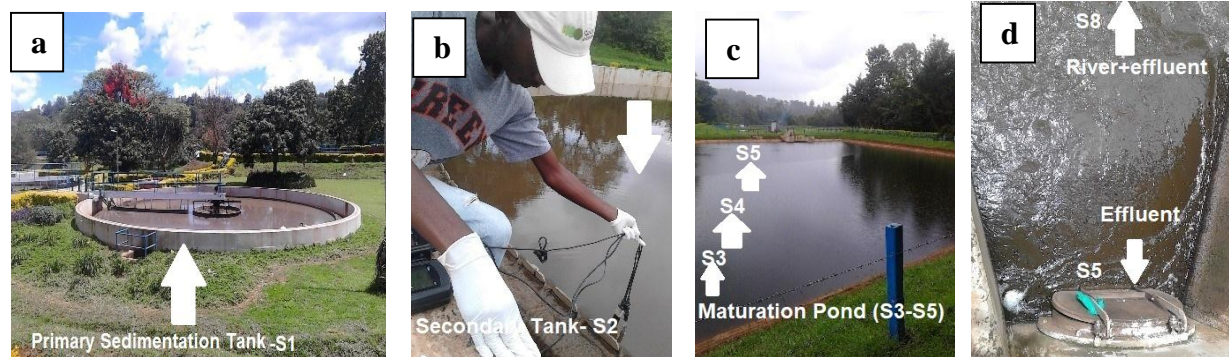 a
Primary Sedimentation Tank -S1
b
GREEN
Secondary Tank- S2
c
S5
S4
S3
Maturation Pond (S3-S5)
d
S8
River+effluent
Effluent
S5